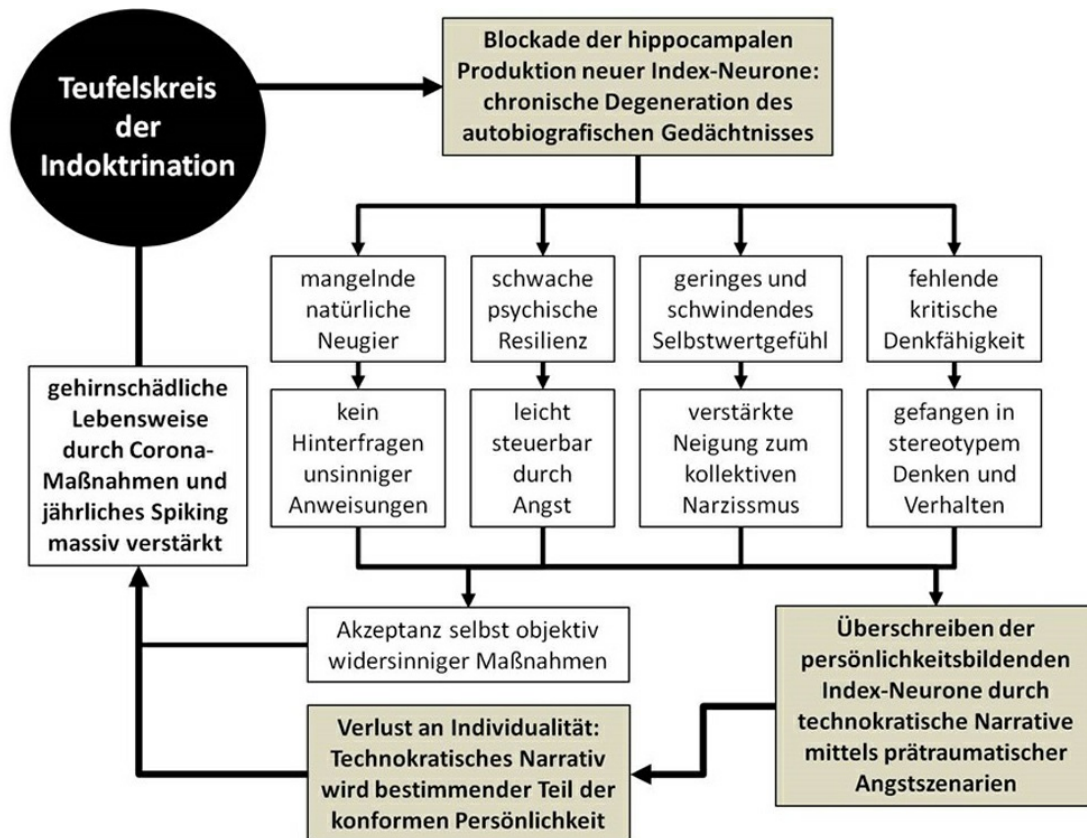 Teufelskreis
der
Indoktrination
Blockade der hippocampalen
Produktion neuer Index-Neurone:
chronische Degeneration des
autobiografischen Gedächtnisses
mangelnde
natürliche
Neugier
schwache
psychische
Resilienz
geringes und
schwindendes
Selbstwertgefühl
fehlende
kritische
Denkfähigkeit
kein
Hinterfragen
unsinniger
Anweisungen
leicht
steuerbar
durch
Angst
verstärkte
Neigung zum
kollektiven
Narzissmus
gefangen in
stereotypem
Denken und
Verhalten
gehirnschädliche
Lebensweise
durch Corona-
Maßnahmen und
jährliches Spiking
massiv verstärkt
Akzeptanz selbst objektiv
widersinniger Maßnahmen
Überschreiben der
persönlichkeitsbildenden
Index-Neurone durch
technokratische Narrative
mittels prätraumatischer
Angstszenarien
Verlust an Individualität:
Technokratisches Narrativ
wird bestimmender Teil der
konformen Persönlichkeit